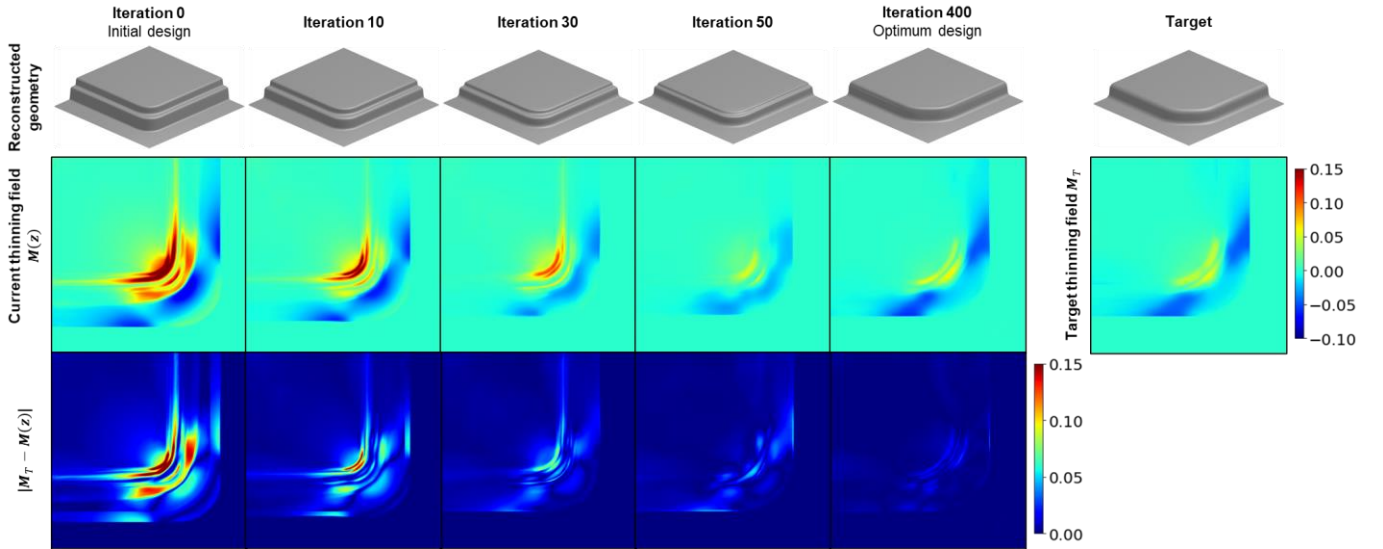 Iteration 0
Initial design
Iteration 10
Iteration 30
Iteration 50
Iteration 400
Optimum design
Target
Reconstructed
geometry
Current thinning field
M(z)
Target thinning field M_T
0.15
0.10
0.05
0.00
−0.05
−0.10
|M_T − M(z)|
0.15
0.10
0.05
0.00